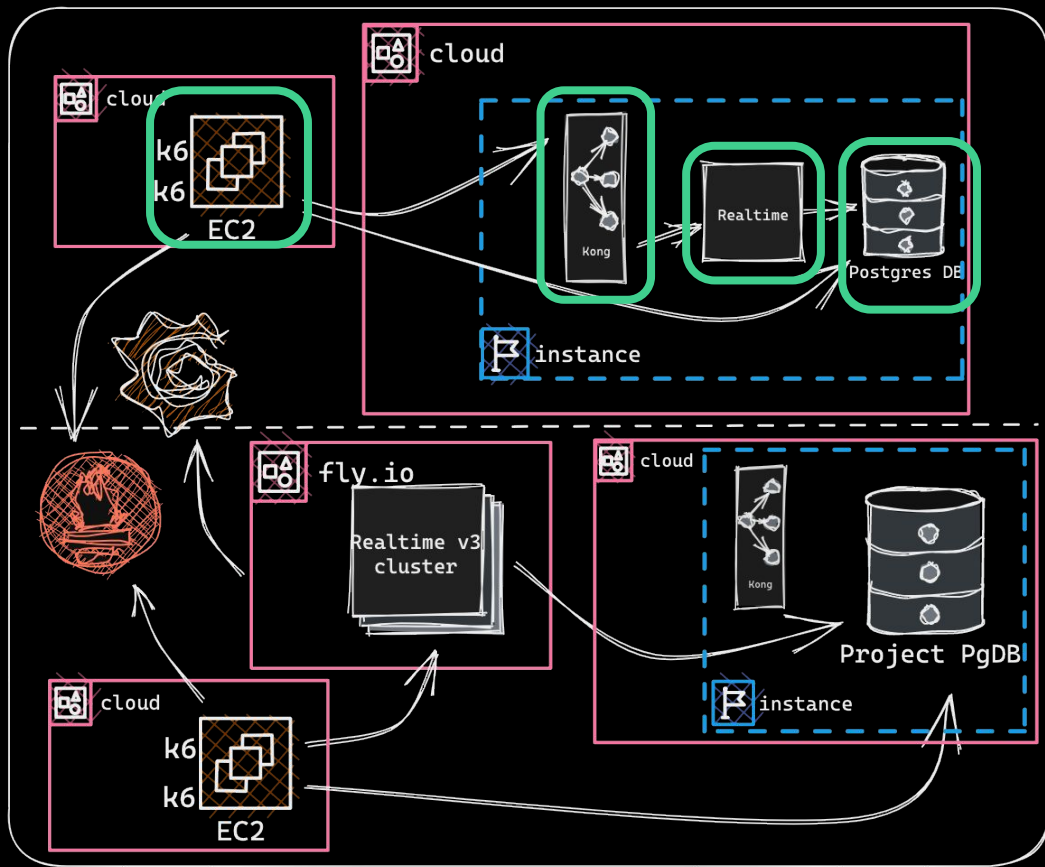 cloud
cloud
k6
k6
EC2
Kong
Realtime
Postgres DB
instance
fly.io
Realtime v3
cluster
cloud
Kong
Project PgDB
instance
cloud
k6
k6
EC2